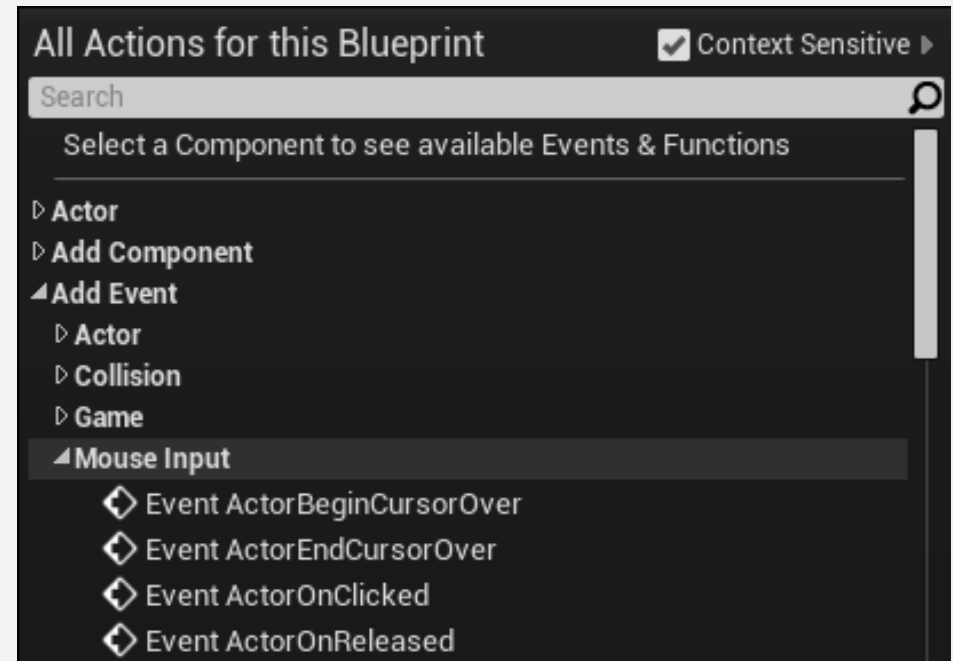 All Actions for this Blueprint Context Sensitive
Search
Select a Component to see available Events & Functions
Actor
Add Component
Add Event
Actor
Collision
Game
Mouse Input
Event ActorBeginCursorOver
Event ActorEndCursorOver
Event ActorOnClicked
Event ActorOnReleased